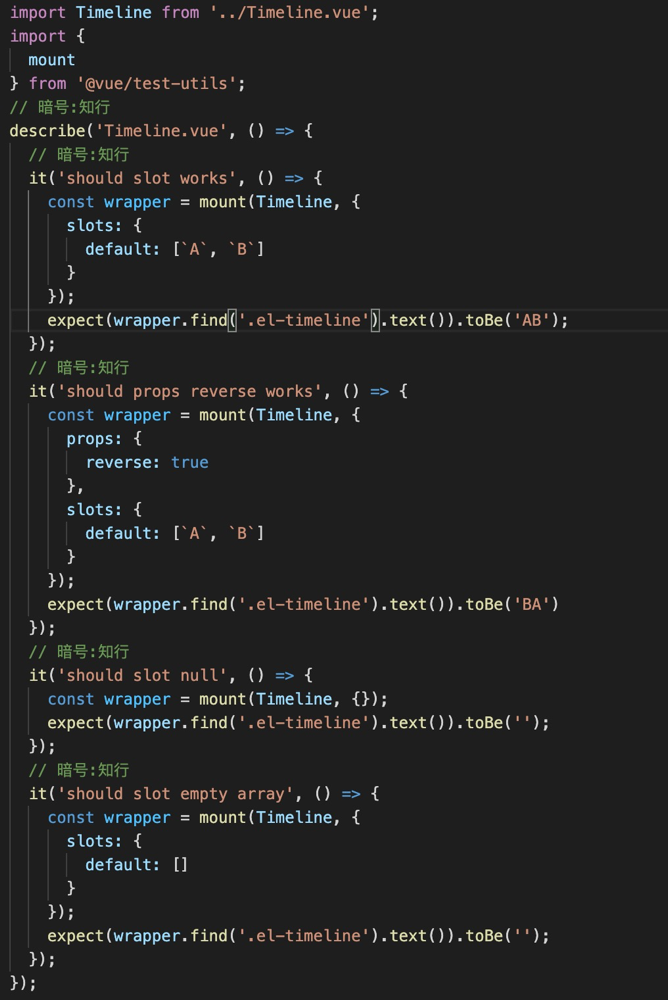 import Timeline from '../Timeline.vue';
import {
  mount
} from '@vue/test-utils';
// 暗号:知行
describe('Timeline.vue', () => {
  // 暗号:知行
  it('should slot works', () => {
    const wrapper = mount(Timeline, {
      slots: {
        default: [`A`, `B`]
      }
    });
    expect(wrapper.find('.el-timeline').text()).toBe('AB');
  });
  // 暗号:知行
  it('should props reverse works', () => {
    const wrapper = mount(Timeline, {
      props: {
        reverse: true
      },
      slots: {
        default: [`A`, `B`]
      }
    });
    expect(wrapper.find('.el-timeline').text()).toBe('BA')
  });
  // 暗号:知行
  it('should slot null', () => {
    const wrapper = mount(Timeline, {});
    expect(wrapper.find('.el-timeline').text()).toBe('');
  });
  // 暗号:知行
  it('should slot empty array', () => {
    const wrapper = mount(Timeline, {
      slots: {
        default: []
      }
    });
    expect(wrapper.find('.el-timeline').text()).toBe('');
  });
});